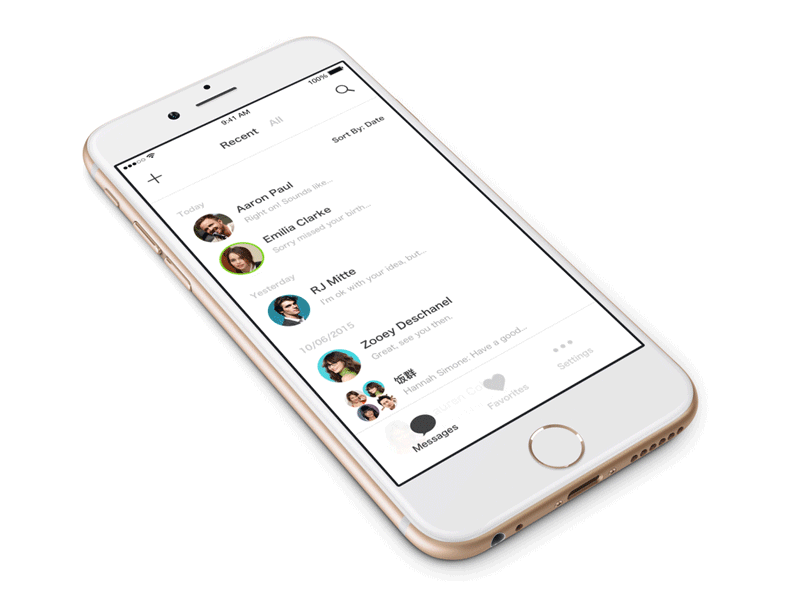 9:41 AM
100%
Recent
All
Sort By: Date
Today
Aaron Paul
Right on! Sounds like...
Emilia Clarke
Sorry missed your birth...
Yesterday
RJ Mitte
I'm ok with your idea, but...
10/06/2015
Zooey Deschanel
Great, see you then.
饭群
Hannah Simone: Have a good...
Messages
Favorites
Settings